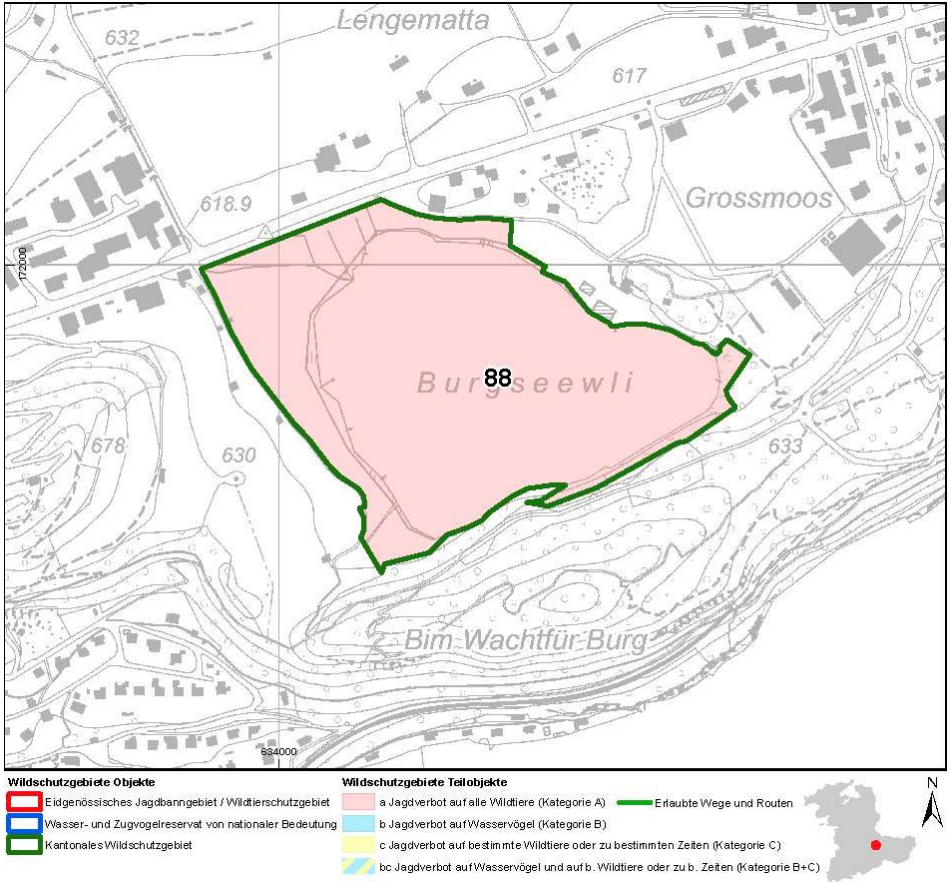 Lengematta
632
617
Grossmoos
618.9
172000
88
Burgseewli
678
630
633
Bim Wachtfür-Burg
634000
Wildschutzgebiete Objekte
Eidgenössisches Jagdbanngebiet / Wildtierschutzgebiet
Wasser- und Zugvogelreservat von nationaler Bedeutung
Kantonales Wildschutzgebiet
Wildschutzgebiete Teilobjekte
a Jagdverbot auf alle Wildtiere (Kategorie A)
b Jagdverbot auf Wasservögel (Kategorie B)
c Jagdverbot auf bestimmte Wildtiere oder zu bestimmten Zeiten (Kategorie C)
bc Jagdverbot auf Wasservögel und auf b. Wildtiere oder zu b. Zeiten (Kategorie B+C)
Erlaubte Wege und Routen
N